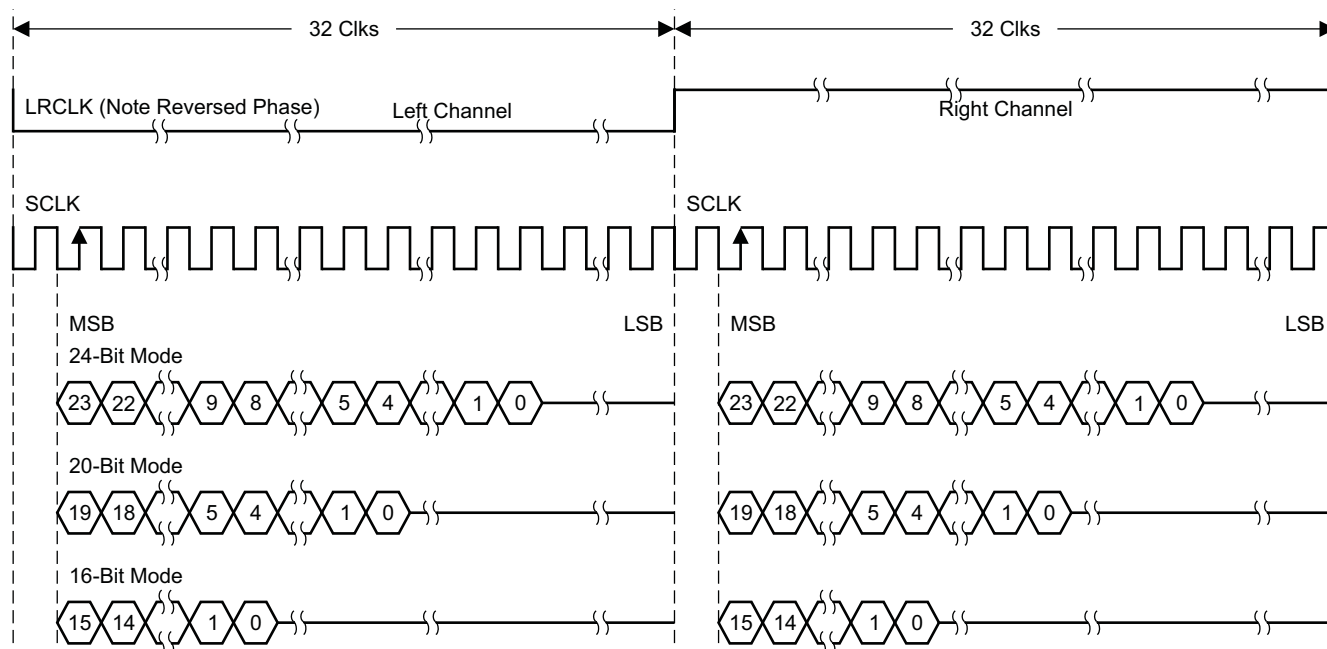 32 Clks 32 Clks
LRCLK (Note Reversed Phase) Left Channel Right Channel
SCLK SCLK
MSB LSB MSB LSB
24-Bit Mode
23 22 9 8 5 4 1 0 23 22 9 8 5 4 1 0
20-Bit Mode
19 18 5 4 1 0 19 18 5 4 1 0
16-Bit Mode
15 14 1 0 15 14 1 0